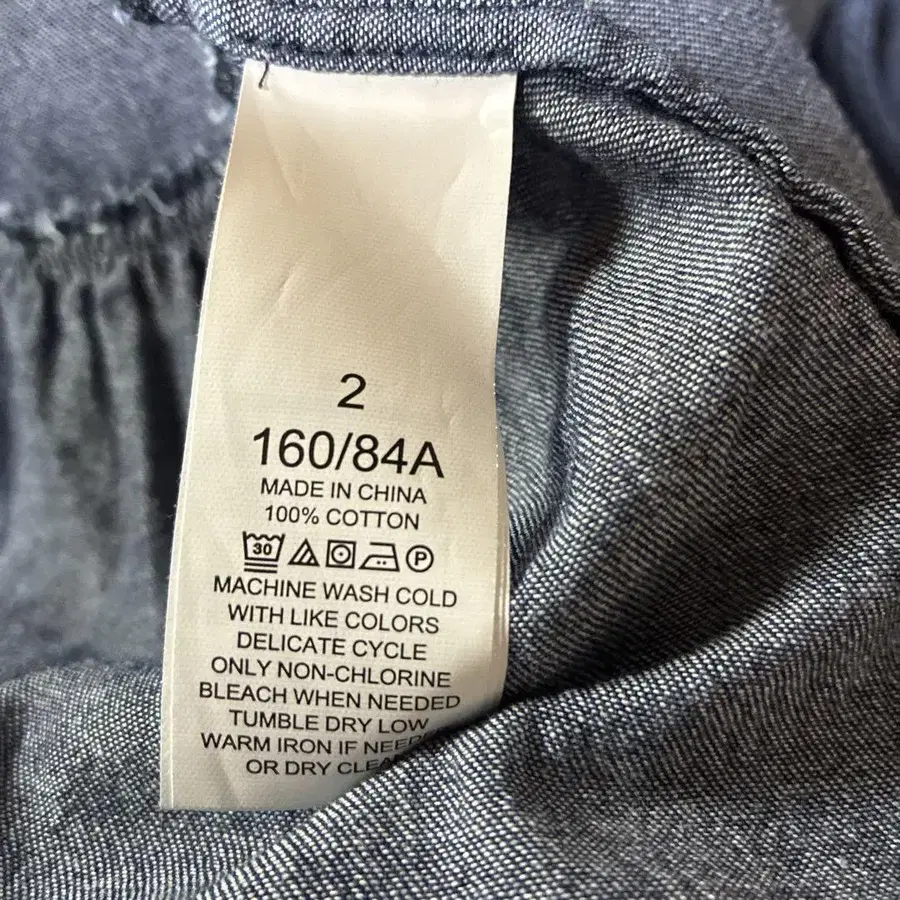 2
160/84A
MADE IN CHINA
100% COTTON
30 P
MACHINE WASH COLD
WITH LIKE COLORS
DELICATE CYCLE
ONLY NON-CHLORINE
BLEACH WHEN NEEDED
TUMBLE DRY LOW
WARM IRON IF
OR DRY